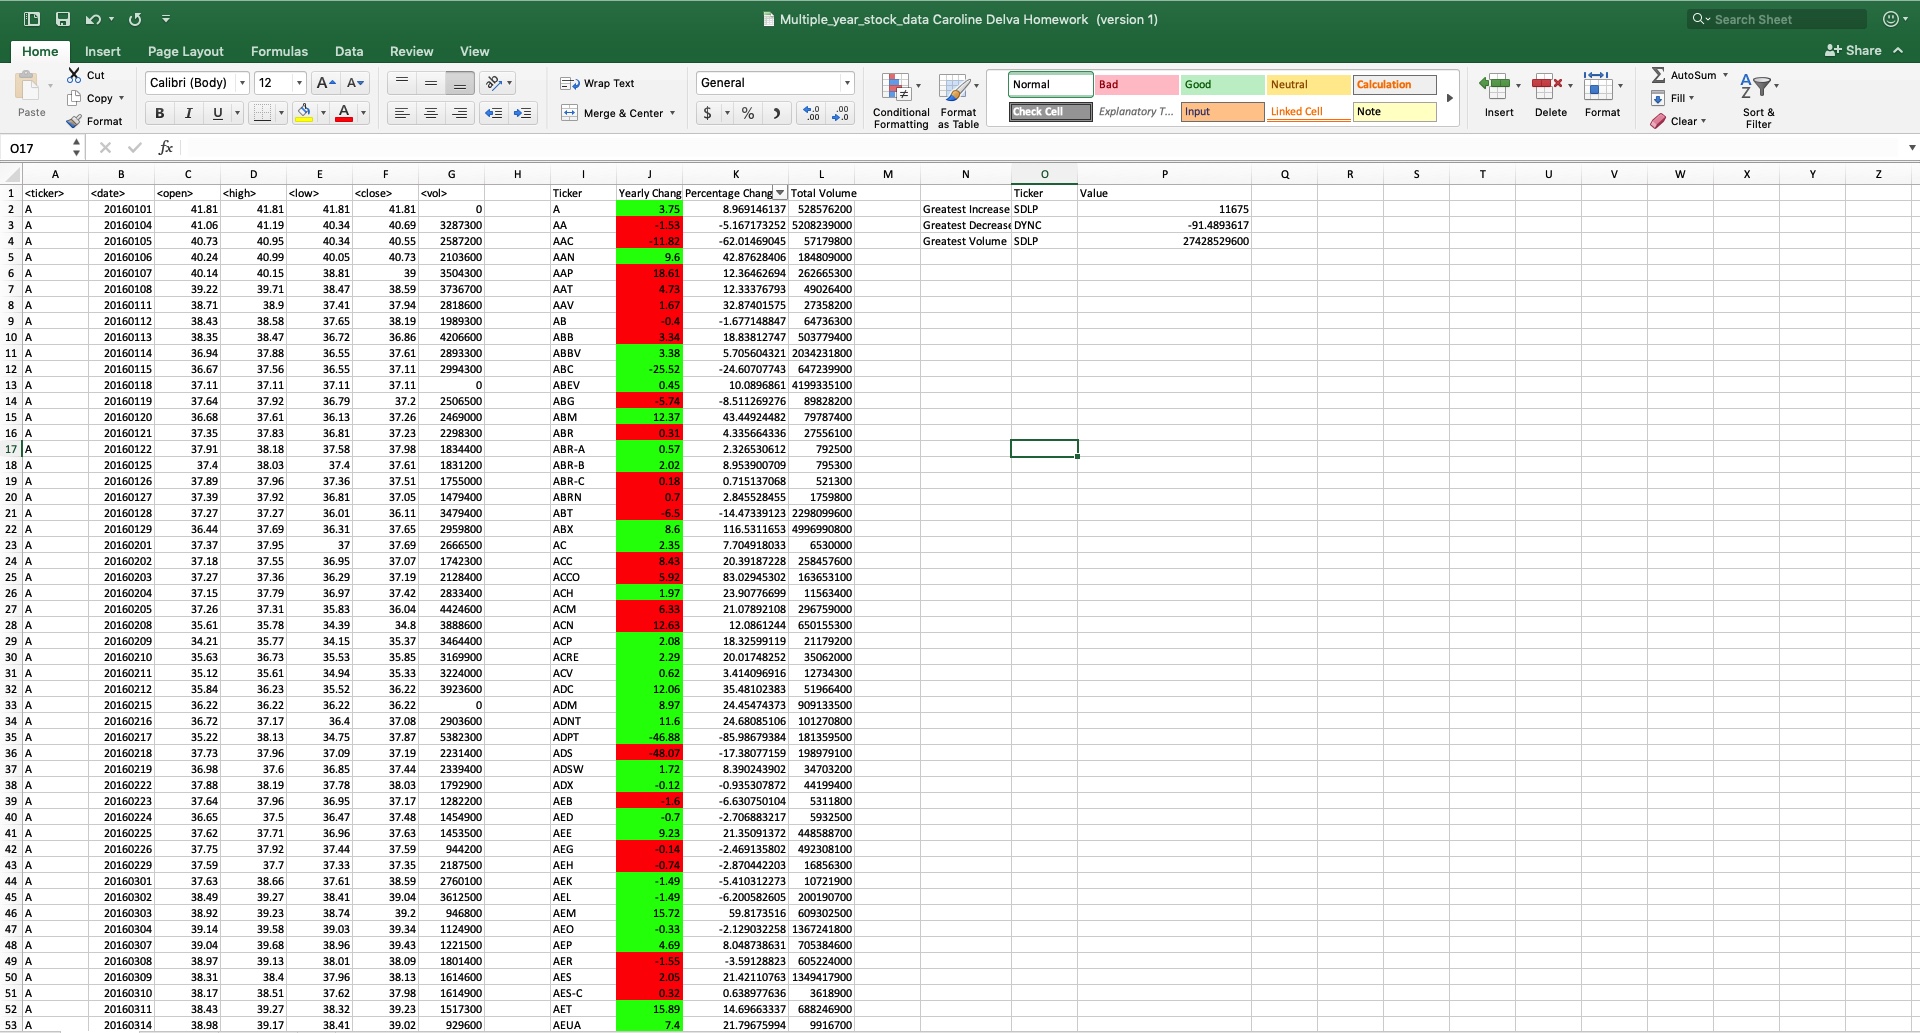 Multiple_year_stock_data Caroline Delva Homework (version 1)
Search Sheet
Home Insert Page Layout Formulas Data Review View
Share
Paste Cut Copy Format
Calibri (Body) 12 A A
B I U A
Wrap Text
Merge & Center
General
$ % )
Conditional Formatting Format as Table
Normal Bad Good Neutral Calculation
Check Cell Explanatory T... Input Linked Cell Note
Insert Delete Format
AutoSum Fill Clear
Sort & Filter
O17 fx
A B C D E F G H I J K L M N O P Q R S T U V W X Y Z
1 <ticker> <date> <open> <high> <low> <close> <vol> Ticker Yearly Chang Percentage Chang Total Volume Ticker Value
2 A 20160101 41.81 41.81 41.81 41.81 0 A 3.75 8.969146137 528576200 Greatest Increase SDLP 11675
3 A 20160104 41.06 41.19 40.34 40.69 3287300 AA -1.53 -5.167173252 5208239000 Greatest Decrease DYNC -91.4893617
4 A 20160105 40.73 40.95 40.34 40.55 2587200 AAC -11.82 -62.01469045 57179800 Greatest Volume SDLP 27428529600
5 A 20160106 40.24 40.99 40.05 40.73 2103600 AAN 9.6 42.87628406 184809000
6 A 20160107 40.14 40.15 38.81 39 3504300 AAP 18.61 12.36462694 262665300
7 A 20160108 39.22 39.71 38.47 38.59 3736700 AAT 4.73 12.33376793 49026400
8 A 20160111 38.71 38.9 37.41 37.94 2818600 AAV 1.67 32.87401575 27358200
9 A 20160112 38.43 38.58 37.65 38.19 1989300 AB -0.4 -1.677148847 64736300
10 A 20160113 38.35 38.47 36.72 36.86 4206600 ABB 3.34 18.83812747 503779400
11 A 20160114 36.94 37.88 36.55 37.61 2893300 ABBV 3.38 5.705604321 2034231800
12 A 20160115 36.67 37.56 36.55 37.11 2994300 ABC -25.52 -24.60707743 647239900
13 A 20160118 37.11 37.11 37.11 37.11 0 ABEV 0.45 10.0896861 4199335100
14 A 20160119 37.64 37.92 36.79 37.2 2506500 ABG -5.74 -8.511269276 89828200
15 A 20160120 36.68 37.61 36.13 37.26 2469000 ABM 12.37 43.44924482 79787400
16 A 20160121 37.35 37.83 36.81 37.23 2298300 ABR 0.31 4.335664336 27556100
17 A 20160122 37.91 38.18 37.58 37.98 1834400 ABR-A 0.57 2.326530612 792500
18 A 20160125 37.4 38.03 37.4 37.61 1831200 ABR-B 2.02 8.953900709 795300
19 A 20160126 37.89 37.96 37.36 37.51 1755000 ABR-C 0.18 0.715137068 521300
20 A 20160127 37.39 37.92 36.81 37.05 1479400 ABRN 0.7 2.845528455 1759800
21 A 20160128 37.27 37.27 36.01 36.11 3479400 ABT -6.5 -14.47339123 2298099600
22 A 20160129 36.44 37.69 36.31 37.65 2959800 ABX 8.6 116.5311653 4996990800
23 A 20160201 37.37 37.95 37 37.69 2666500 AC 2.35 7.704918033 6530000
24 A 20160202 37.18 37.55 36.95 37.07 1742300 ACC 8.43 20.39187228 258457600
25 A 20160203 37.27 37.36 36.29 37.19 2128400 ACCO 5.92 83.02945302 163653100
26 A 20160204 37.15 37.79 36.97 37.42 2833400 ACH 1.97 23.90776699 11563400
27 A 20160205 37.26 37.31 35.83 36.04 4424600 ACM 6.33 21.07892108 296759000
28 A 20160208 35.61 35.78 34.39 34.8 3888600 ACN 12.63 12.0861244 650155300
29 A 20160209 34.21 35.77 34.15 35.37 3464400 ACP 2.08 18.32599119 21179200
30 A 20160210 35.63 36.73 35.53 35.85 3169900 ACRE 2.29 20.01748252 35062000
31 A 20160211 35.12 35.61 34.94 35.33 3224000 ACV 0.62 3.414096916 12734300
32 A 20160212 35.84 36.23 35.52 36.22 3923600 ADC 12.06 35.48102383 51966400
33 A 20160215 36.22 36.22 36.22 36.22 0 ADM 8.97 24.45474373 909133500
34 A 20160216 36.72 37.17 36.4 37.08 2903600 ADNT 11.6 24.68085106 101270800
35 A 20160217 35.22 38.13 34.75 37.87 5382300 ADPT -46.88 -85.98679384 181359500
36 A 20160218 37.73 37.96 37.09 37.19 2231400 ADS -48.07 -17.38077159 198979100
37 A 20160219 36.98 37.6 36.85 37.44 2339400 ADSW 1.72 8.390243902 34703200
38 A 20160222 37.88 38.19 37.78 38.03 1792900 ADX -0.12 -0.935307872 44199400
39 A 20160223 37.64 37.96 36.95 37.17 1282200 AEB -1.6 -6.630750104 5311800
40 A 20160224 36.65 37.5 36.47 37.48 1454900 AED -0.7 -2.706883217 5932500
41 A 20160225 37.62 37.71 36.96 37.63 1453500 AEE 9.23 21.35091372 448588700
42 A 20160226 37.75 37.92 37.44 37.59 944200 AEG -0.14 -2.469135802 492308100
43 A 20160229 37.59 37.7 37.33 37.35 2187500 AEH -0.74 -2.870442203 16856300
44 A 20160301 37.63 38.66 37.61 38.59 2760100 AEK -1.49 -5.410312273 10721900
45 A 20160302 38.49 39.27 38.41 39.04 3612500 AEL -1.49 -6.200582605 200190700
46 A 20160303 38.92 39.23 38.74 39.2 946800 AEM 15.72 59.8173516 609302500
47 A 20160304 39.14 39.58 39.03 39.34 1124900 AEO -0.33 -2.129032258 1367241800
48 A 20160307 39.04 39.68 38.96 39.43 1221500 AEP 4.69 8.048738631 705384600
49 A 20160308 38.97 39.13 38.01 38.09 1801400 AER -1.55 -3.59128823 605224000
50 A 20160309 38.31 38.4 37.96 38.13 1614600 AES 2.05 21.42110763 1349417900
51 A 20160310 38.17 38.51 37.62 37.98 1614900 AES-C 0.32 0.638977636 3618900
52 A 20160311 38.43 39.27 38.32 39.23 1517300 AET 15.89 14.69663337 688246900
53 A 20160314 38.98 39.17 38.41 39.02 929600 AEUA 7.4 21.79675994 9916700